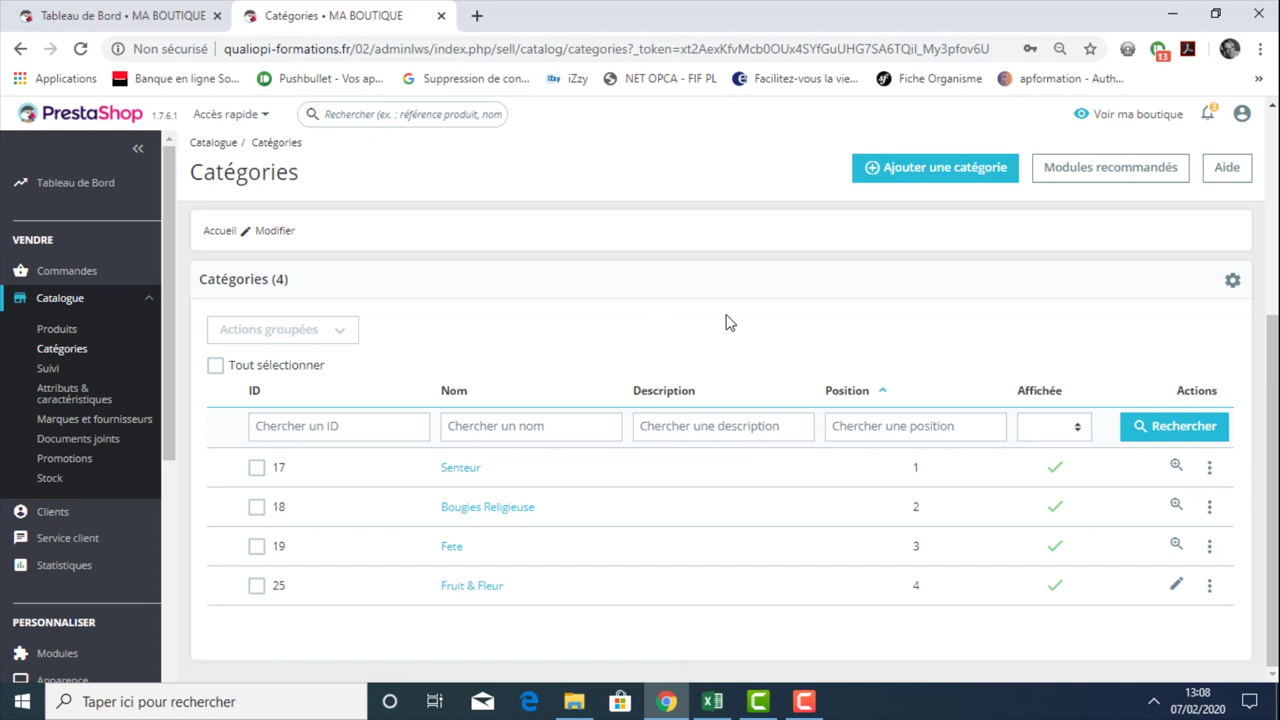 Tableau de Bord • MA BOUTIQUE
Catégories • MA BOUTIQUE
Non sécurisé
qualiopi-formations.fr/02/adminlws/index.php/sell/catalog/categories?_token=xt2AexKfvMcb0OUx4SYfGuUHG7SA6TQil_My3pfov6U
13
Applications
Banque en ligne So...
Pushbullet - Vos ap...
Suppression de con...
iZzy
NET OPCA - FIF PL
Facilitez-vous la vie...
Fiche Organisme
apformation - Auth...
PrestaShop 1.7.6.1
Accès rapide
Rechercher (ex. : référence produit, nom
Voir ma boutique
3
Catalogue / Catégories
Catégories
Ajouter une catégorie
Modules recommandés
Aide
Tableau de Bord
VENDRE
Commandes
Catalogue
Produits
Catégories
Suivi
Attributs &
caractéristiques
Marques et fournisseurs
Documents joints
Promotions
Stock
Clients
Service client
Statistiques
PERSONNALISER
Modules
Apparence
Accueil Modifier
Catégories (4)
Actions groupées
Tout sélectionner
ID Nom Description Position Affichée Actions
Chercher un ID Chercher un nom Chercher une description Chercher une position Rechercher
17 Senteur 1
18 Bougies Religieuse 2
19 Fete 3
25 Fruit & Fleur 4
Taper ici pour rechercher
13:08
07/02/2020